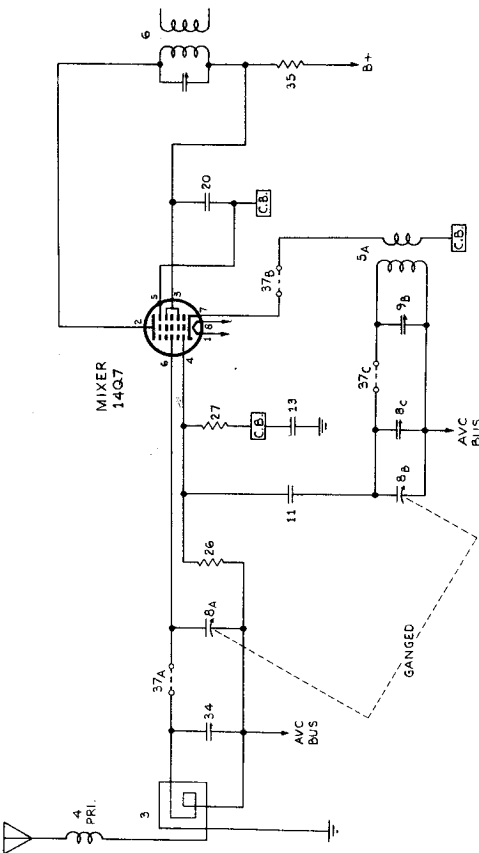 4
PRI.
3
37A
34
AVC
BUS
8A
26
GANGED
MIXER
14Q7
6
4
2
5
3
7
1
8
27
C.B.
13
11
20
C.B.
37B
37C
8B
8C
9B
5A
C.B.
AVC
BUS
6
35
B+